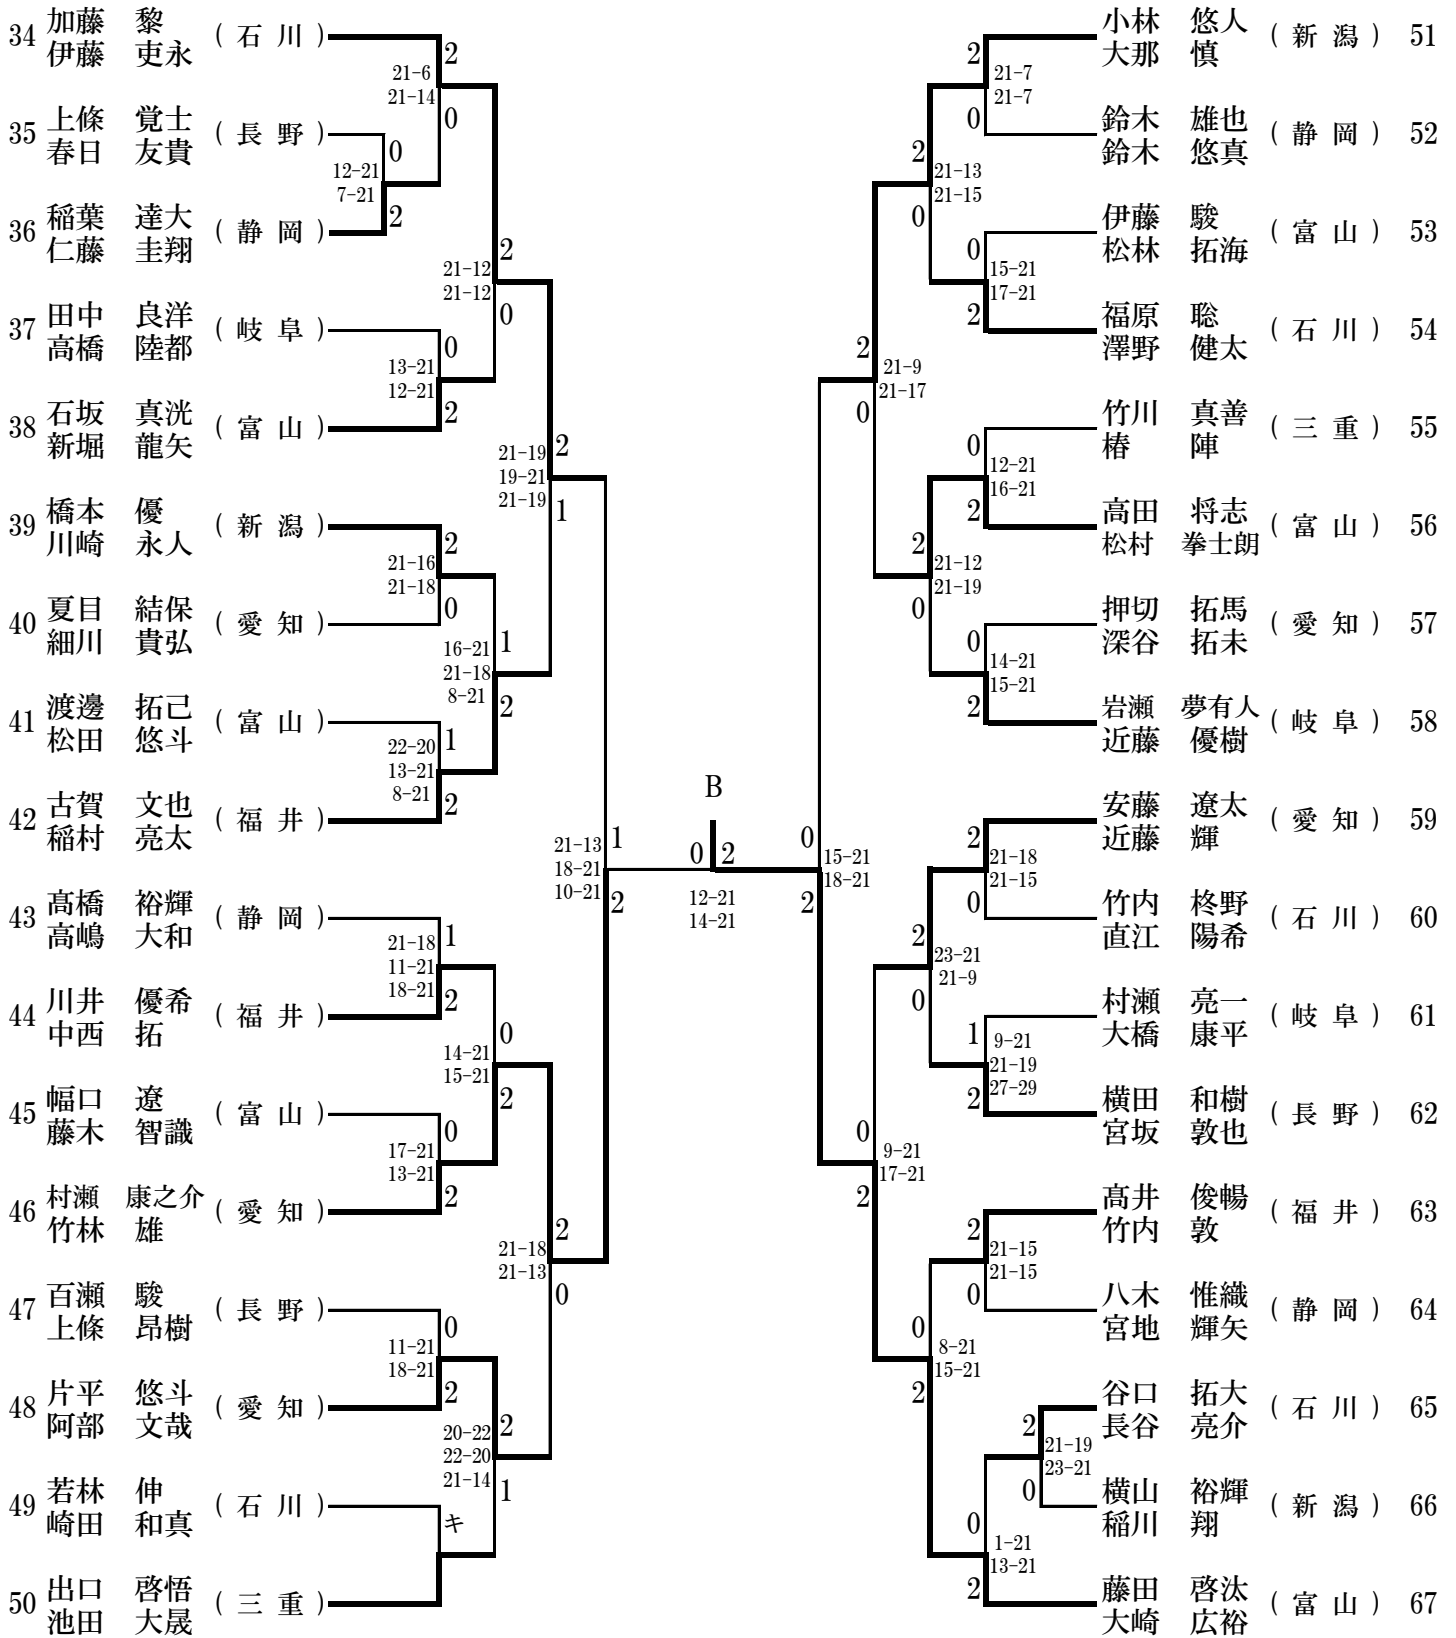 34 加藤 黎 (石川)
伊藤 吏永
2
21-6
21-14
0
35 上條 覚士 (長野)
春日 友貴
0
12-21
7-21
2
36 稲葉 達大 (静岡)
仁藤 圭翔
2
21-12
21-12
0
37 田中 良洋 (岐阜)
高橋 陸都
0
13-21
12-21
2
38 石坂 真洸 (富山)
新堀 龍矢
2
21-19
19-21
21-19
1
39 橋本 優 (新潟)
川崎 永人
2
21-16
21-18
0
40 夏目 結保 (愛知)
細川 貴弘
1
16-21
21-18
8-21
2
41 渡邊 拓己 (富山)
松田 悠斗
1
22-20
13-21
8-21
2
42 古賀 文也 (福井)
稲村 亮太
1
21-13
18-21
10-21
2
43 髙橋 裕輝 (静岡)
高嶋 大和
1
21-18
11-21
18-21
2
44 川井 優希 (福井)
中西 拓
0
14-21
15-21
2
45 幅口 遼 (富山)
藤木 智識
0
17-21
13-21
2
46 村瀬 康之介 (愛知)
竹林 雄
2
21-18
21-13
0
47 百瀬 駿 (長野)
上條 昂樹
0
11-21
18-21
2
48 片平 悠斗 (愛知)
阿部 文哉
2
20-22
22-20
21-14
1
49 若林 伸 (石川)
崎田 和真
キ
50 出口 啓悟 (三重)
池田 大晟
B
0 2
12-21
14-21
小林 悠人 (新潟) 51
大那 慎
2
21-7
21-7
0
鈴木 雄也 (静岡) 52
鈴木 悠真
2
21-13
21-15
0
伊藤 駿 (富山) 53
松林 拓海
0
15-21
17-21
2
福原 聡 (石川) 54
澤野 健太
2
21-9
21-17
0
竹川 真善 (三重) 55
椿 陣
0
12-21
16-21
2
高田 将志 (富山) 56
松村 拳士朗
2
21-12
21-19
0
押切 拓馬 (愛知) 57
深谷 拓未
0
14-21
15-21
2
岩瀬 夢有人 (岐阜) 58
近藤 優樹
0
15-21
18-21
2
安藤 遼太 (愛知) 59
近藤 輝
2
21-18
21-15
0
竹内 柊野 (石川) 60
直江 陽希
2
23-21
21-9
0
村瀬 亮一 (岐阜) 61
大橋 康平
1
9-21
21-19
27-29
2
横田 和樹 (長野) 62
宮坂 敦也
0
9-21
17-21
2
髙井 俊暢 (福井) 63
竹内 敦
2
21-15
21-15
0
八木 惟織 (静岡) 64
宮地 輝矢
0
8-21
15-21
2
谷口 拓大 (石川) 65
長谷 亮介
2
21-19
23-21
0
横山 裕輝 (新潟) 66
稲川 翔
0
1-21
13-21
2
藤田 啓汰 (富山) 67
大崎 広裕